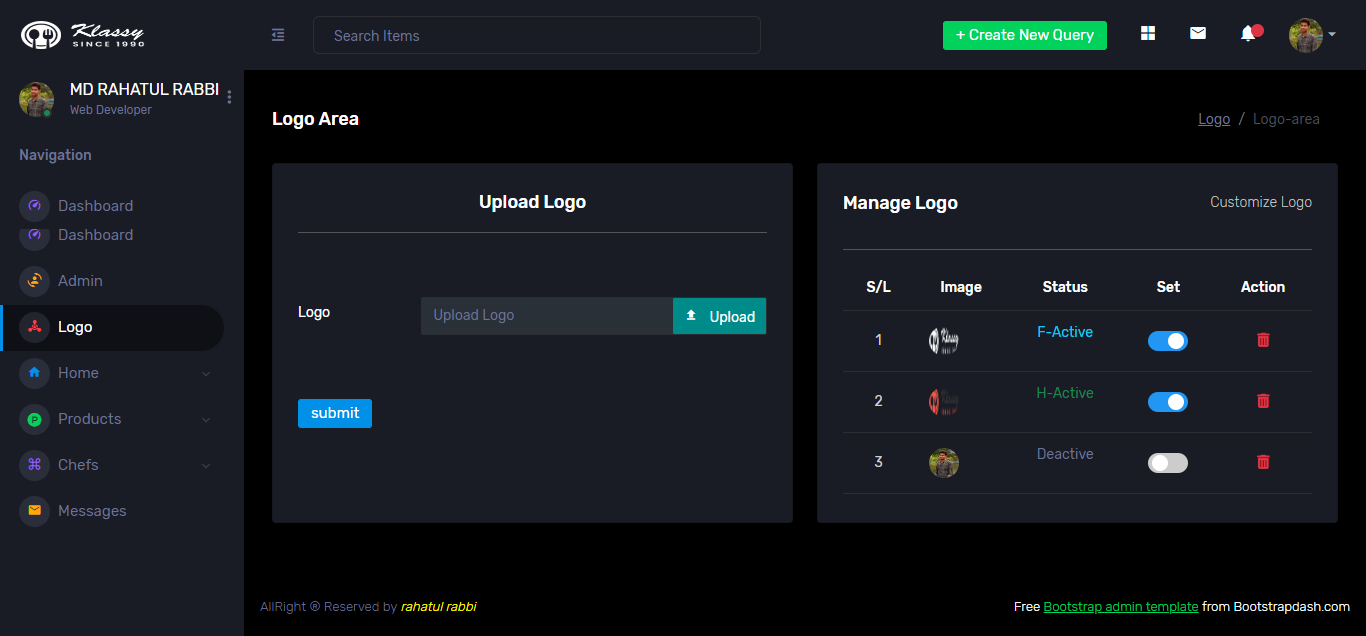 Klassy
SINCE 1990
Search Items
+ Create New Query
MD RAHATUL RABBI
Web Developer
Navigation
Dashboard
Dashboard
Admin
Logo
Home
Products
Chefs
Messages
Logo Area
Logo / Logo-area
Upload Logo
Logo
Upload Logo
Upload
submit
Manage Logo
Customize Logo
S/L Image Status Set Action
1 Klassy F-Active
2 H-Active
3 Deactive
AllRight ® Reserved by rahatul rabbi
Free Bootstrap admin template from Bootstrapdash.com